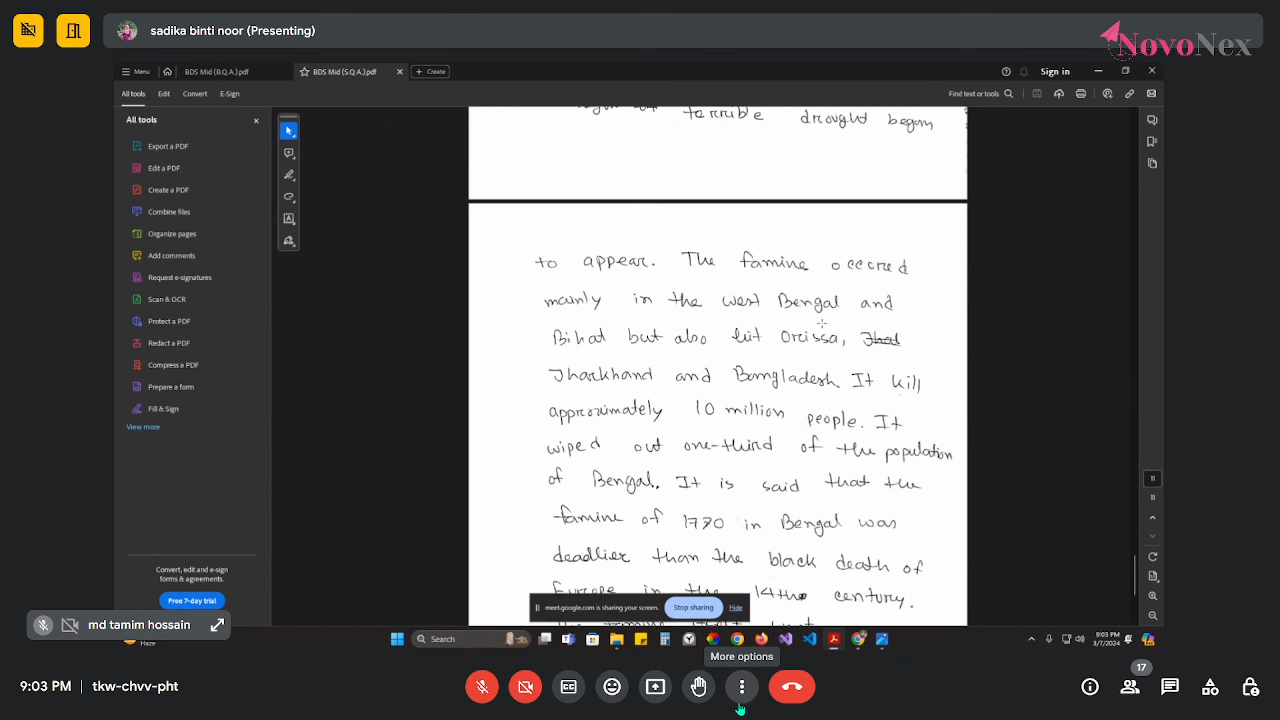 sadika binti noor (Presenting)
NovoNex
Menu
BDS Mid (B.Q.A.).pdf
BDS Mid (S.Q.A.).pdf
Create
Sign in
All tools
Edit
Convert
E-Sign
Find text or tools
All tools
Export a PDF
Edit a PDF
Create a PDF
Combine files
Organize pages
Add comments
Request e-signatures
Scan & OCR
Protect a PDF
Redact a PDF
Compress a PDF
Prepare a form
Fill & Sign
View more
Convert, edit and e-sign
forms & agreements.
Free 7-day trial
terrible drought began
to appear. The famine occored
mainly in the west Bengal and
Bihat but also hit Orissa, Jhat
Jharkhand and Bangladesh. It kill
approximately 10 million people. It
wiped out one-third of the population
of Bengal. It is said that the
famine of 1770 in Bengal was
deadlier than the black death of
Europe in the 14th century.
meet.google.com is sharing your screen.
Stop sharing
Hide
11
11
md tamim hossain
Haze
Search
9:03 PM
3/7/2024
More options
9:03 PM
tkw-chvv-pht
17